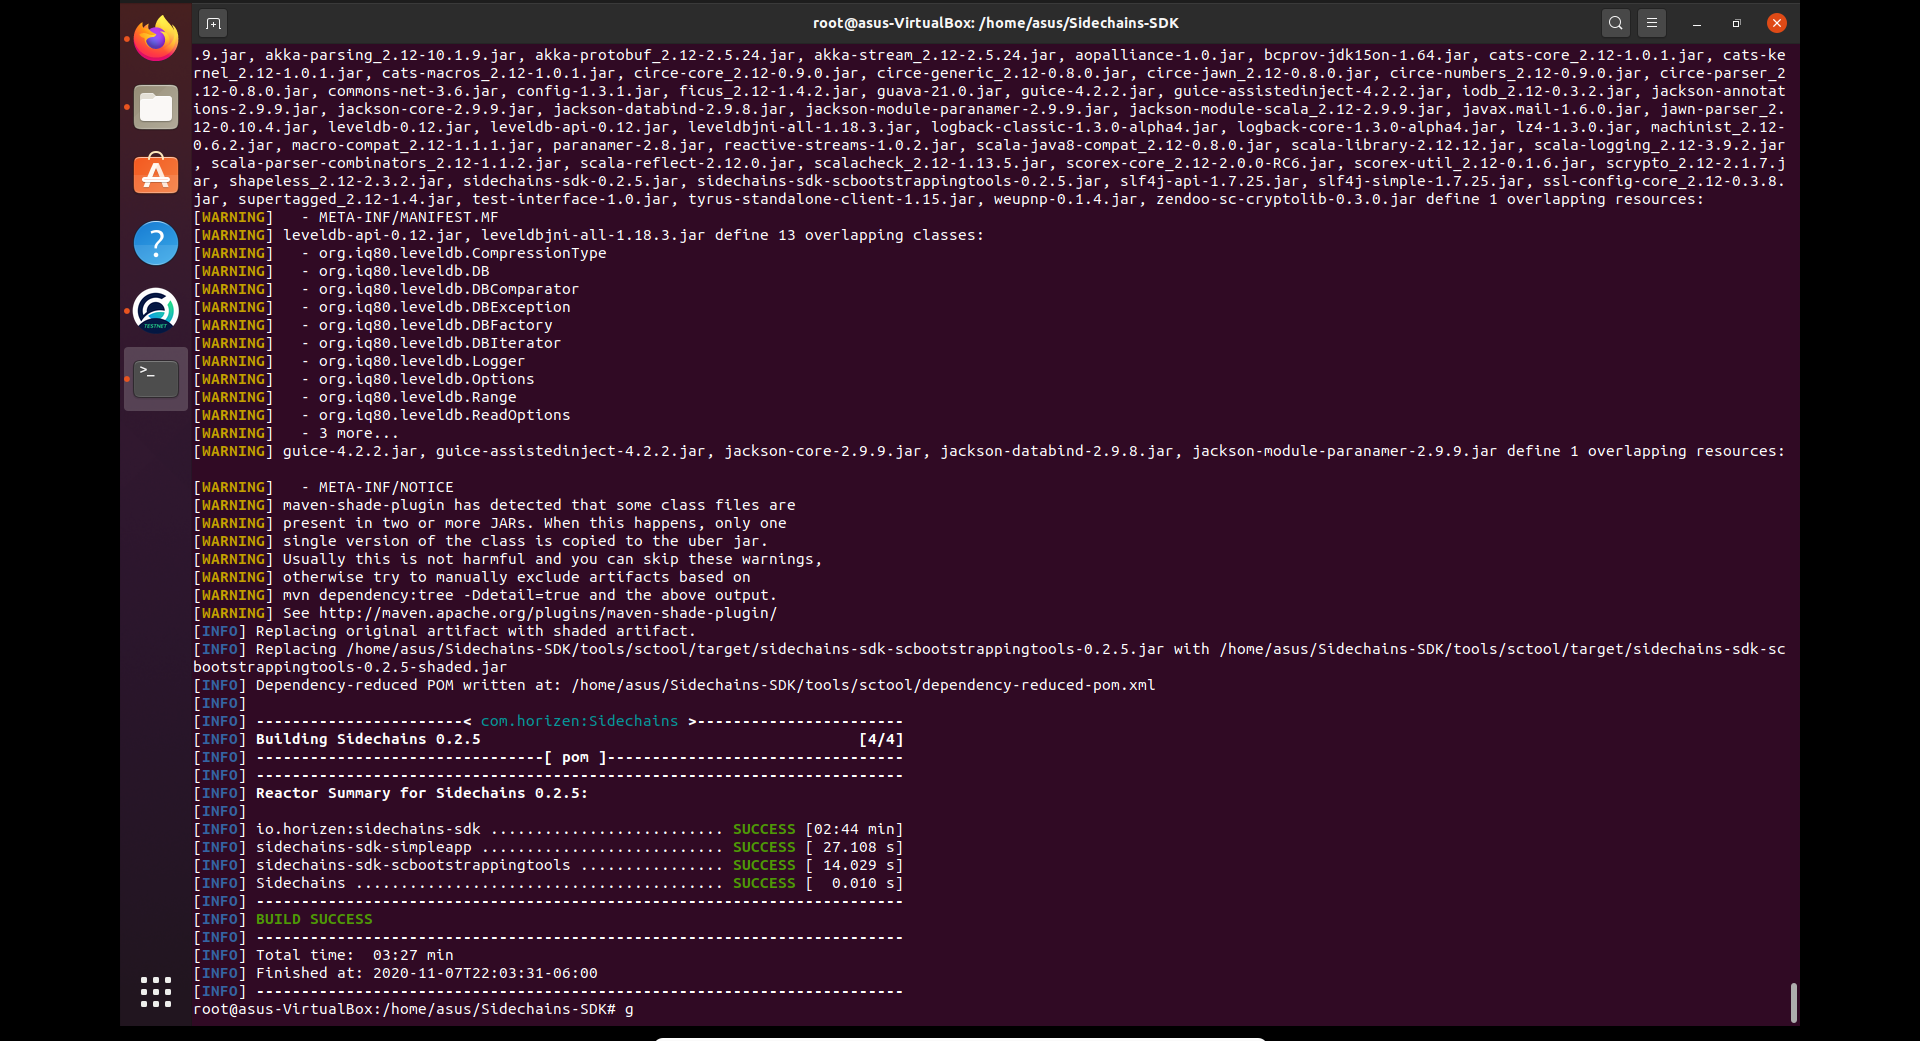 root@asus-VirtualBox: /home/asus/Sidechains-SDK
.9.jar, akka-parsing_2.12-10.1.9.jar, akka-protobuf_2.12-2.5.24.jar, akka-stream_2.12-2.5.24.jar, aopalliance-1.0.jar, bcprov-jdk15on-1.64.jar, cats-core_2.12-1.0.1.jar, cats-ke
rnel_2.12-1.0.1.jar, cats-macros_2.12-1.0.1.jar, circe-core_2.12-0.9.0.jar, circe-generic_2.12-0.8.0.jar, circe-jawn_2.12-0.8.0.jar, circe-numbers_2.12-0.9.0.jar, circe-parser_2
.12-0.8.0.jar, commons-net-3.6.jar, config-1.3.1.jar, ficus_2.12-1.4.2.jar, guava-21.0.jar, guice-4.2.2.jar, guice-assistedinject-4.2.2.jar, iodb_2.12-0.3.2.jar, jackson-annotat
ions-2.9.9.jar, jackson-core-2.9.9.jar, jackson-databind-2.9.8.jar, jackson-module-paranamer-2.9.9.jar, jackson-module-scala_2.12-2.9.9.jar, javax.mail-1.6.0.jar, jawn-parser_2.
12-0.10.4.jar, leveldb-0.12.jar, leveldb-api-0.12.jar, leveldbjni-all-1.18.3.jar, logback-classic-1.3.0-alpha4.jar, logback-core-1.3.0-alpha4.jar, lz4-1.3.0.jar, machinist_2.12-
0.6.2.jar, macro-compat_2.12-1.1.1.jar, paranamer-2.8.jar, reactive-streams-1.0.2.jar, scala-java8-compat_2.12-0.8.0.jar, scala-library-2.12.12.jar, scala-logging_2.12-3.9.2.jar
, scala-parser-combinators_2.12-1.1.2.jar, scala-reflect-2.12.0.jar, scalacheck_2.12-1.13.5.jar, scorex-core_2.12-2.0.0-RC6.jar, scorex-util_2.12-0.1.6.jar, scrypto_2.12-2.1.7.j
ar, shapeless_2.12-2.3.2.jar, sidechains-sdk-0.2.5.jar, sidechains-sdk-scbootstrappingtools-0.2.5.jar, slf4j-api-1.7.25.jar, slf4j-simple-1.7.25.jar, ssl-config-core_2.12-0.3.8.
jar, supertagged_2.12-1.4.jar, test-interface-1.0.jar, tyrus-standalone-client-1.15.jar, weupnp-0.1.4.jar, zendoo-sc-cryptolib-0.3.0.jar define 1 overlapping resources:
[WARNING]   - META-INF/MANIFEST.MF
[WARNING] leveldb-api-0.12.jar, leveldbjni-all-1.18.3.jar define 13 overlapping classes:
[WARNING]   - org.iq80.leveldb.CompressionType
[WARNING]   - org.iq80.leveldb.DB
[WARNING]   - org.iq80.leveldb.DBComparator
[WARNING]   - org.iq80.leveldb.DBException
[WARNING]   - org.iq80.leveldb.DBFactory
[WARNING]   - org.iq80.leveldb.DBIterator
[WARNING]   - org.iq80.leveldb.Logger
[WARNING]   - org.iq80.leveldb.Options
[WARNING]   - org.iq80.leveldb.Range
[WARNING]   - org.iq80.leveldb.ReadOptions
[WARNING]   - 3 more...
[WARNING] guice-4.2.2.jar, guice-assistedinject-4.2.2.jar, jackson-core-2.9.9.jar, jackson-databind-2.9.8.jar, jackson-module-paranamer-2.9.9.jar define 1 overlapping resources:
[WARNING]   - META-INF/NOTICE
[WARNING] maven-shade-plugin has detected that some class files are
[WARNING] present in two or more JARs. When this happens, only one
[WARNING] single version of the class is copied to the uber jar.
[WARNING] Usually this is not harmful and you can skip these warnings,
[WARNING] otherwise try to manually exclude artifacts based on
[WARNING] mvn dependency:tree -Ddetail=true and the above output.
[WARNING] See http://maven.apache.org/plugins/maven-shade-plugin/
[INFO] Replacing original artifact with shaded artifact.
[INFO] Replacing /home/asus/Sidechains-SDK/tools/sctool/target/sidechains-sdk-scbootstrappingtools-0.2.5.jar with /home/asus/Sidechains-SDK/tools/sctool/target/sidechains-sdk-sc
bootstrappingtools-0.2.5-shaded.jar
[INFO] Dependency-reduced POM written at: /home/asus/Sidechains-SDK/tools/sctool/dependency-reduced-pom.xml
[INFO]
[INFO] -----------------------< com.horizen:Sidechains >-----------------------
[INFO] Building Sidechains 0.2.5                                          [4/4]
[INFO] --------------------------------[ pom ]---------------------------------
[INFO] ------------------------------------------------------------------------
[INFO] Reactor Summary for Sidechains 0.2.5:
[INFO]
[INFO] io.horizen:sidechains-sdk .......................... SUCCESS [02:44 min]
[INFO] sidechains-sdk-simpleapp ........................... SUCCESS [ 27.108 s]
[INFO] sidechains-sdk-scbootstrappingtools ................ SUCCESS [ 14.029 s]
[INFO] Sidechains ......................................... SUCCESS [  0.010 s]
[INFO] ------------------------------------------------------------------------
[INFO] BUILD SUCCESS
[INFO] ------------------------------------------------------------------------
[INFO] Total time:  03:27 min
[INFO] Finished at: 2020-11-07T22:03:31-06:00
[INFO] ------------------------------------------------------------------------
root@asus-VirtualBox:/home/asus/Sidechains-SDK# g
TESTNET